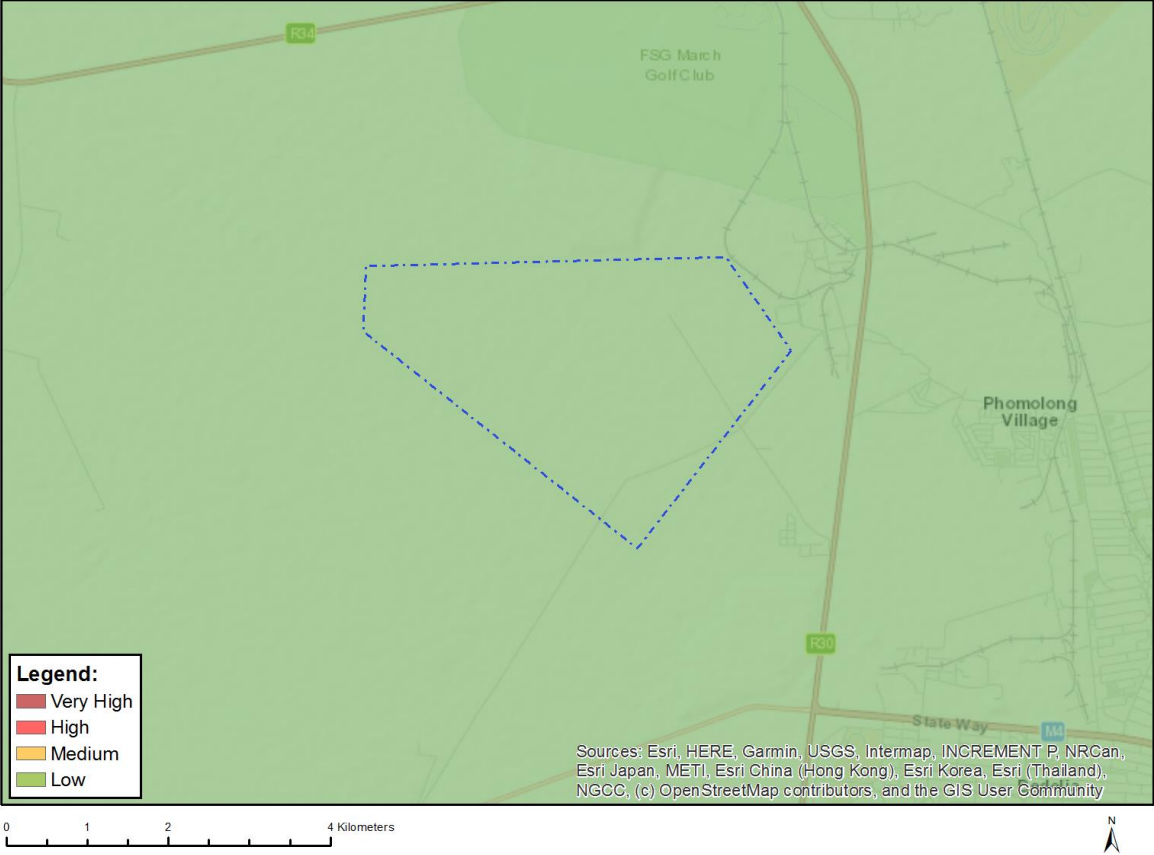 R34
FSG March
Golf Club
Phomolong
Village
R30
State Way
M4
Legend:
Very High
High
Medium
Low
Sources: Esri, HERE, Garmin, USGS, Intermap, INCREMENT P, NRCan,
Esri Japan, METI, Esri China (Hong Kong), Esri Korea, Esri (Thailand),
NGCC, (c) OpenStreetMap contributors, and the GIS User Community
0 1 2 4 Kilometers
N